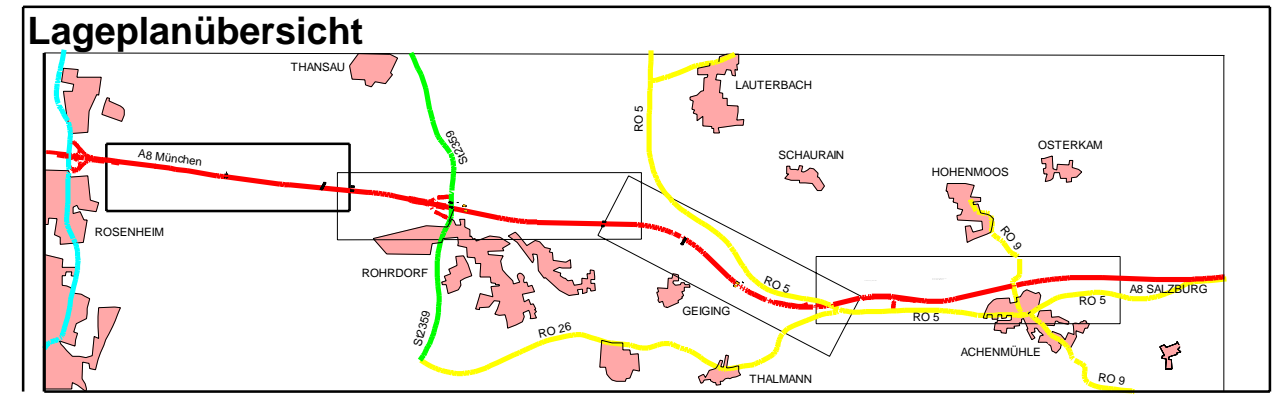 Lageplanübersicht
THANSAU
LAUTERBACH
RO 5
St2359
SCHAURAIN
OSTERKAM
A8 München
HOHENMOOS
ROSENHEIM
RO 9
ROHRDORF
RO 5
A8 SALZBURG
GEIGING
RO 5
RO 5
St2359
RO 26
ACHENMÜHLE
THALMANN
RO 9